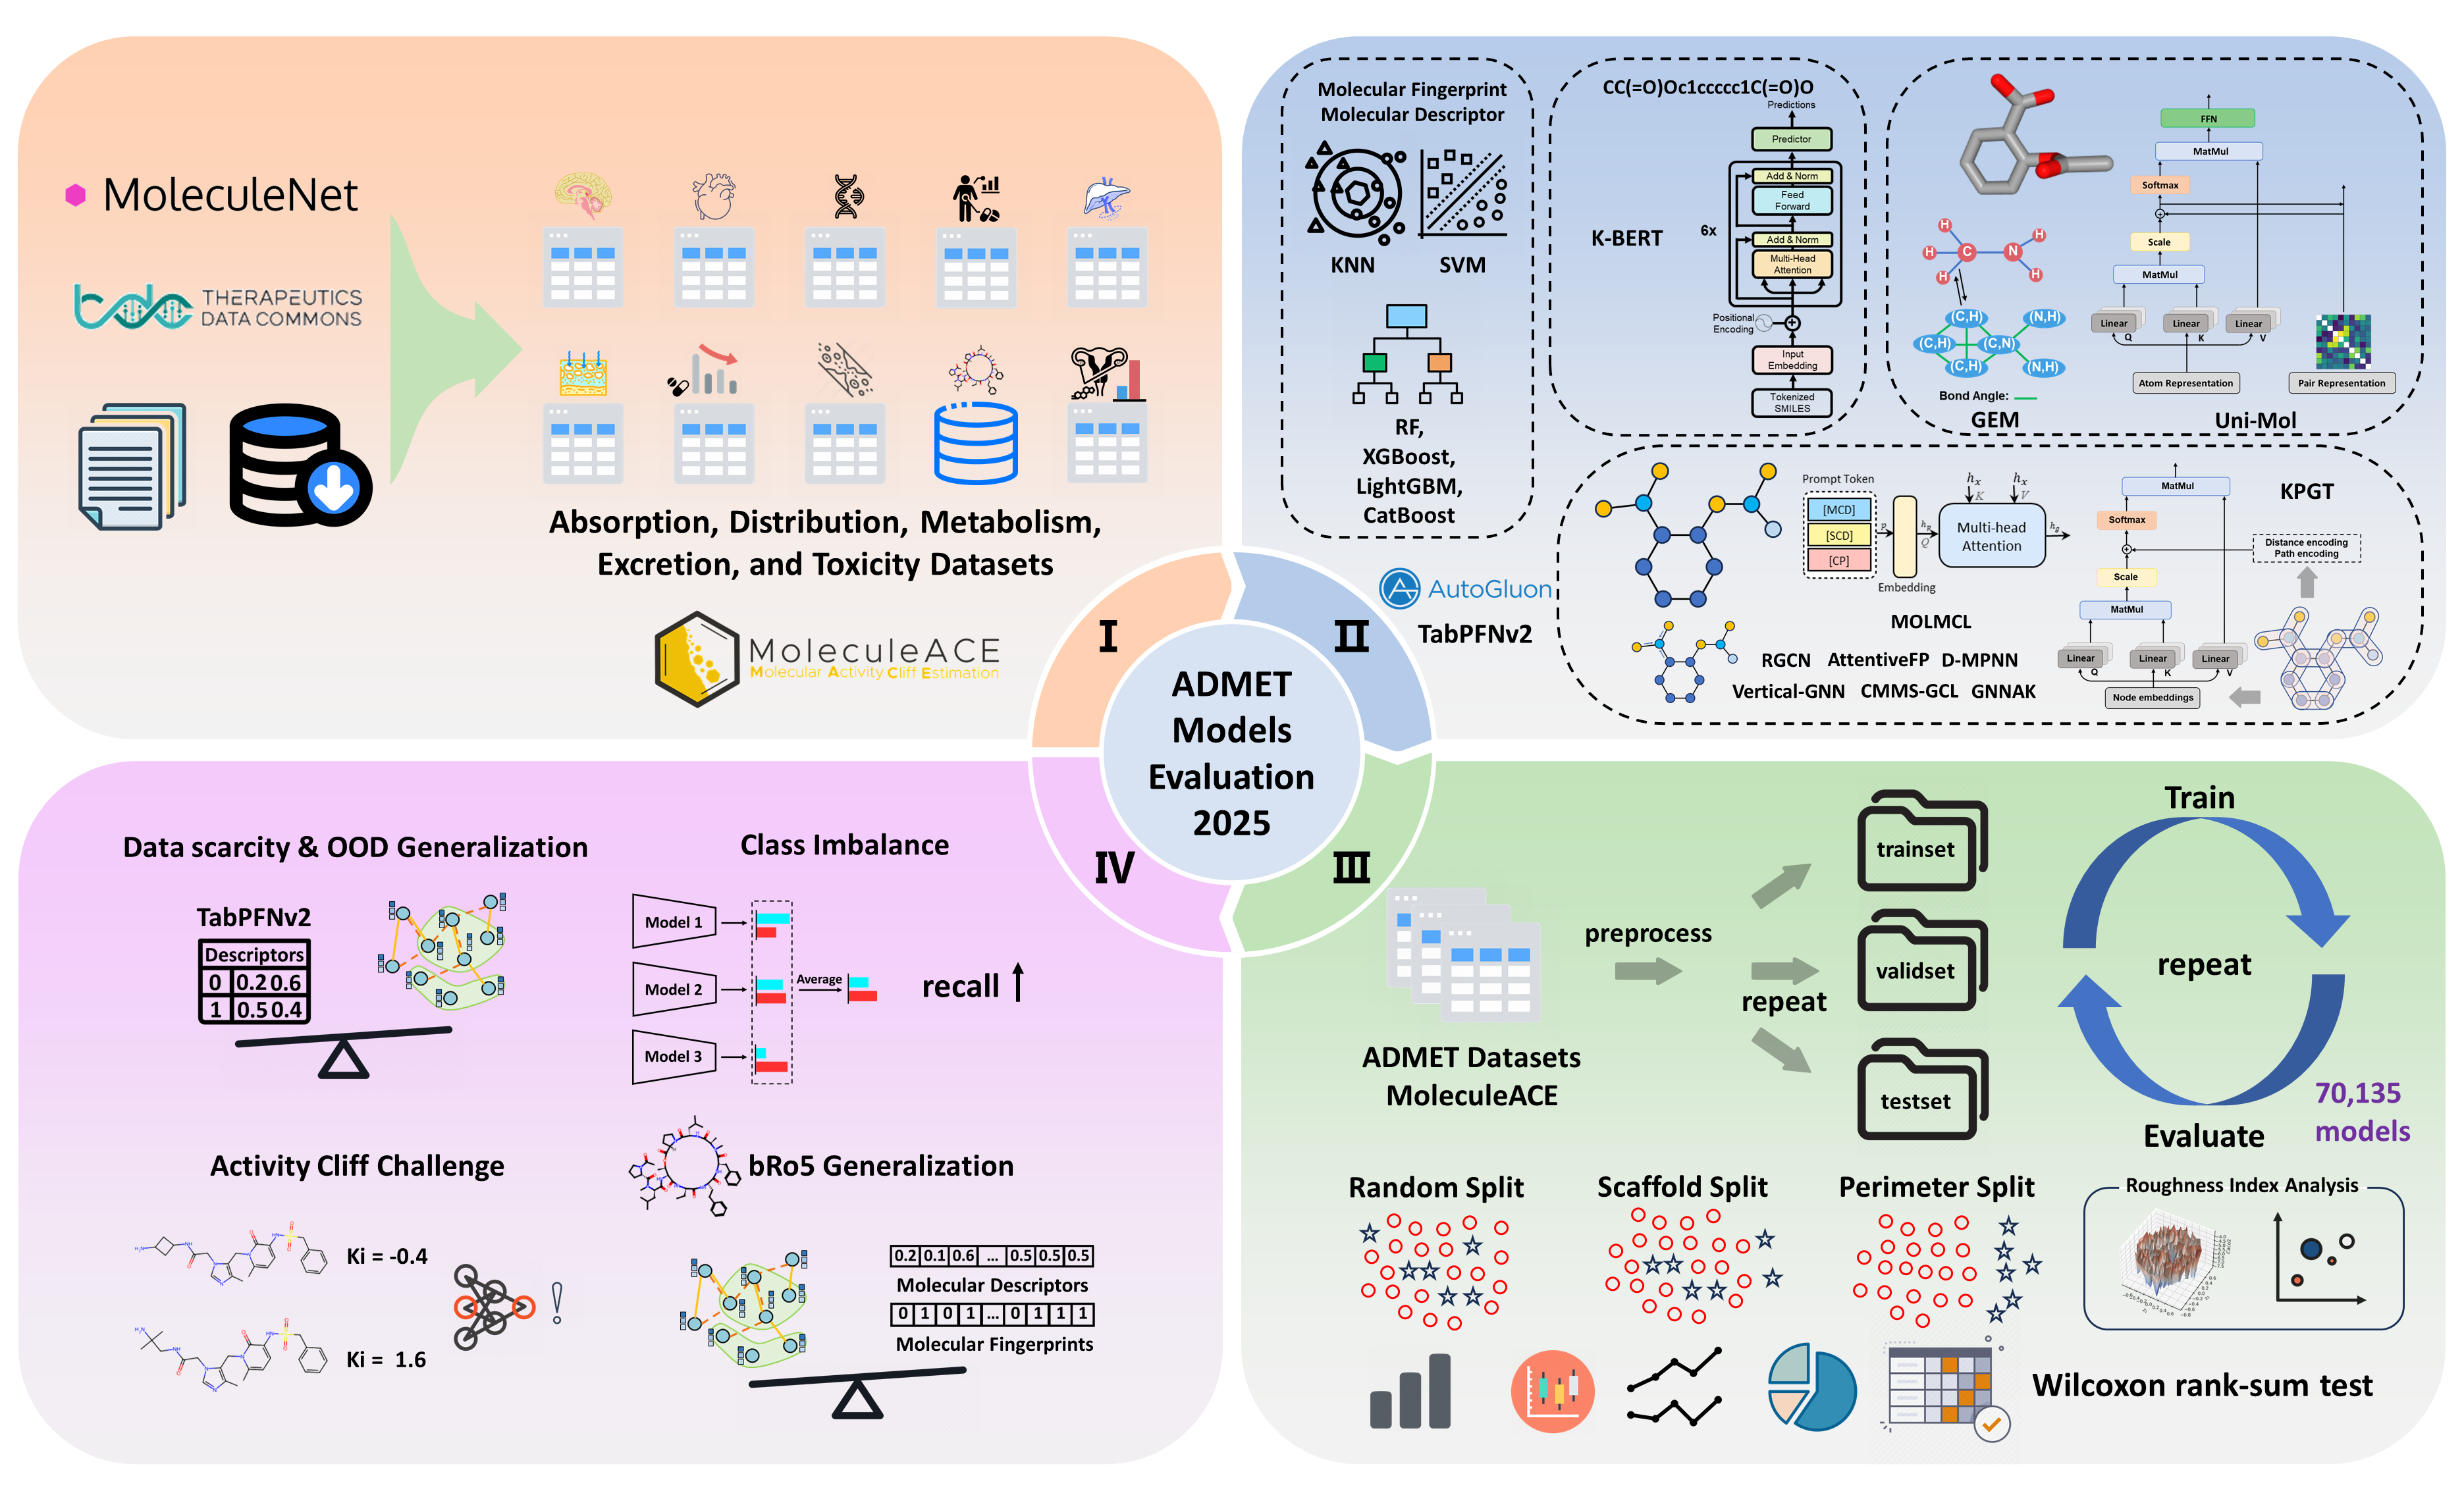 MoleculeNet
THERAPEUTICS
DATA COMMONS
Absorption, Distribution, Metabolism,
Excretion, and Toxicity Datasets
MoleculeACE
Molecular Activity Cliff Estimation
I
II
III
IV
ADMET
Models
Evaluation
2025
Molecular Fingerprint
Molecular Descriptor
KNN
SVM
RF,
XGBoost,
LightGBM,
CatBoost
AutoGluon
TabPFNv2
CC(=O)Oc1ccccc1C(=O)O
Predictions
Predictor
Add & Norm
Feed
Forward
K-BERT
6x
Add & Norm
Multi-Head
Attention
Positional
Encoding
Input
Embedding
Tokenized
SMILES
H
H
H
C
N
H
H
(C,H)
(N,H)
(C,H)
(C,N)
(C,H)
(N,H)
Bond Angle:
GEM
FFN
MatMul
Softmax
+
Scale
MatMul
Linear
Linear
Linear
Q
K
V
Atom Representation
Pair Representation
Uni-Mol
Prompt Token
[MCD]
[SCD]
[CP]
p
Embedding
hp
Q
hx
K
hx
V
Multi-head
Attention
hg
MOLMCL
RGCN AttentiveFP D-MPNN
Vertical-GNN CMMS-GCL GNNAK
KPGT
MatMul
Softmax
+
Distance encoding
Path encoding
Scale
MatMul
Linear
Linear
Linear
Q
K
V
Node embeddings
Data scarcity & OOD Generalization
TabPFNv2
Descriptors
0 0.2 0.6
1 0.5 0.4
Class Imbalance
Model 1
Model 2
Model 3
Average
recall
Activity Cliff Challenge
Ki = -0.4
Ki = 1.6
bRo5 Generalization
0.2 0.1 0.6 ... 0.5 0.5 0.5
Molecular Descriptors
0 1 0 1 ... 0 1 1 1
Molecular Fingerprints
ADMET Datasets
MoleculeACE
preprocess
repeat
trainset
validset
testset
Train
repeat
Evaluate
70,135
models
Random Split
Scaffold Split
Perimeter Split
Roughness Index Analysis
Wilcoxon rank-sum test